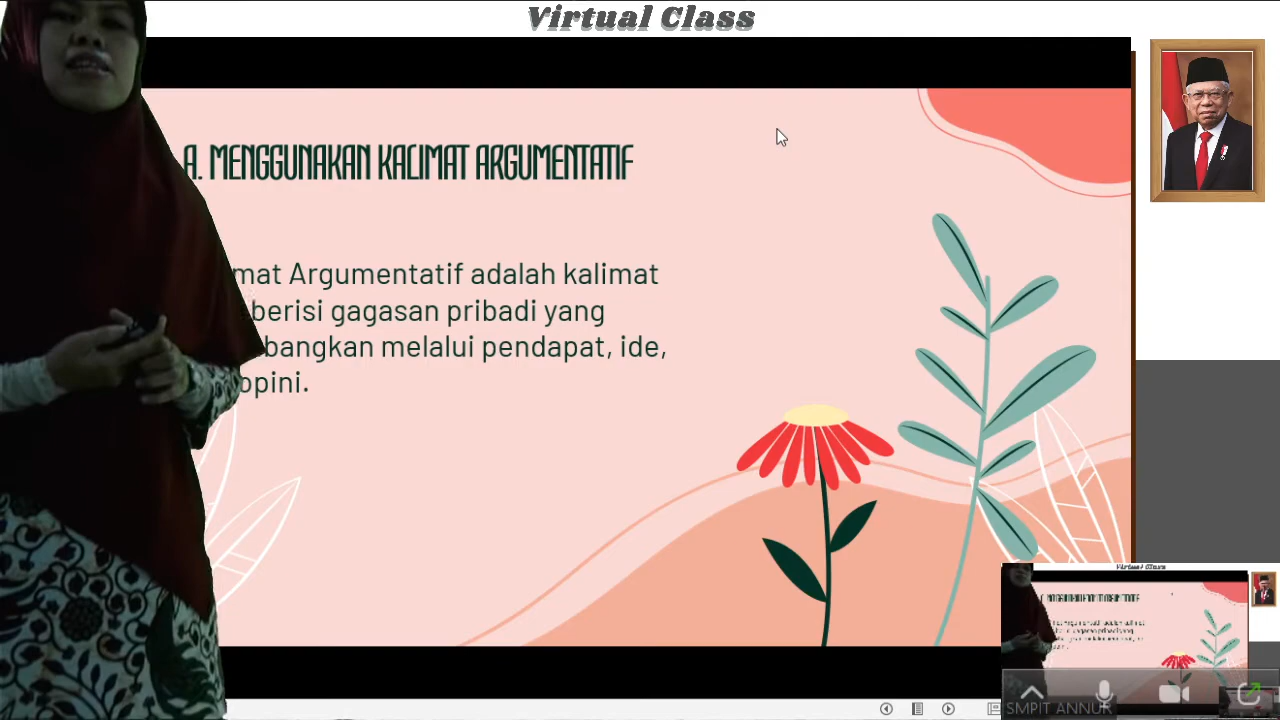 Virtual Class
A. MENGGUNAKAN KALIMAT ARGUMENTATIF
mat Argumentatif adalah kalimat
berisi gagasan pribadi yang
bangkan melalui pendapat, ide,
opini.
SMPIT ANNUR